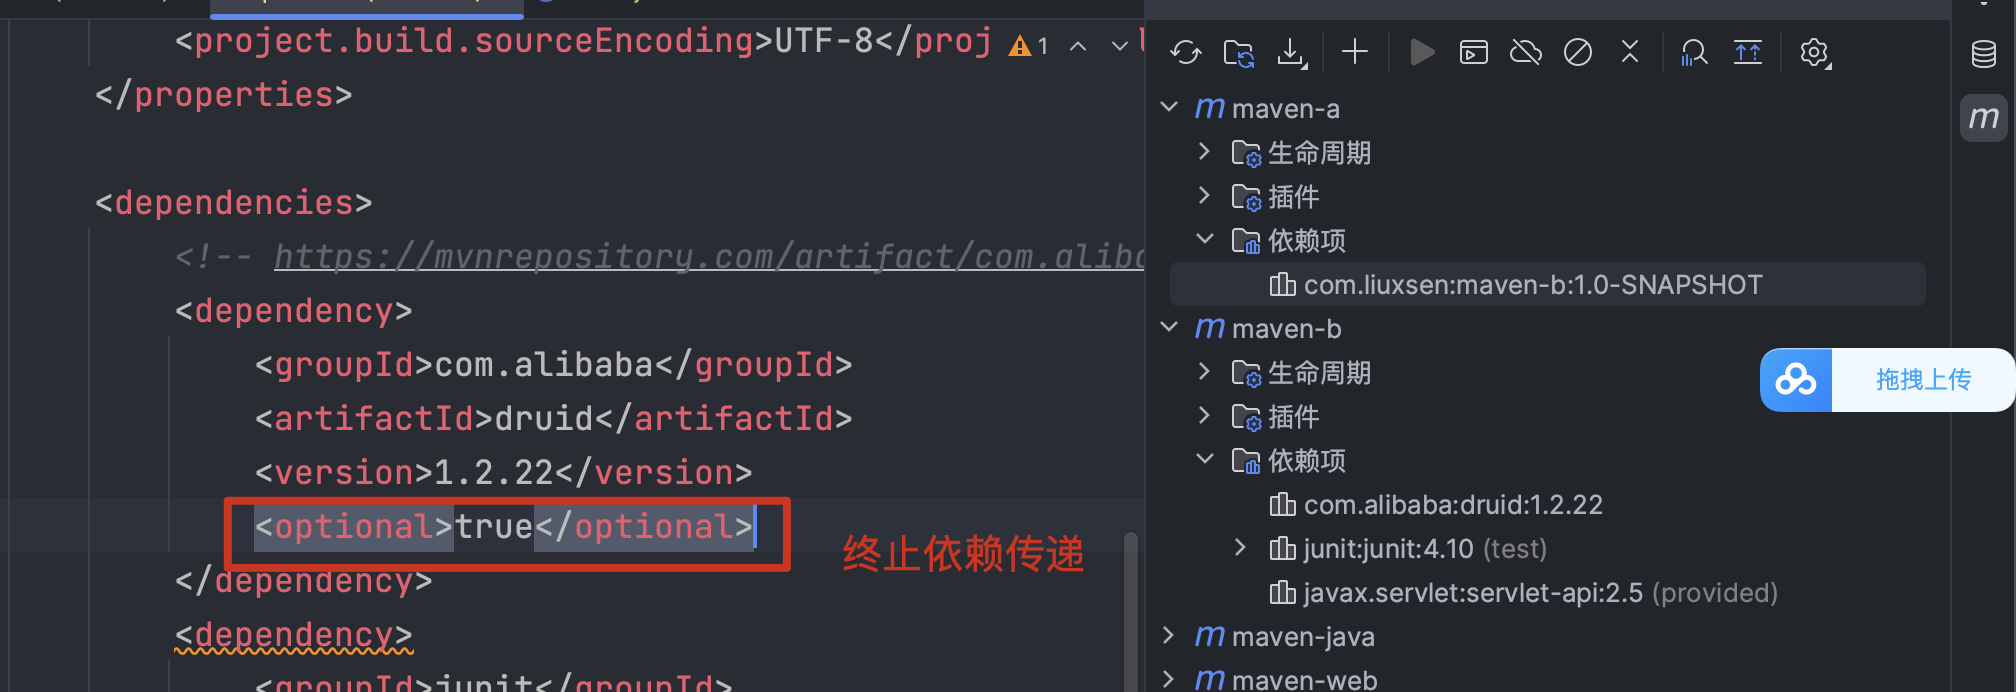 <project.build.sourceEncoding>UTF-8</proj
1
</properties>
<dependencies>
<!-- https://mvnrepository.com/artifact/com.aliba
<dependency>
<groupId>com.alibaba</groupId>
<artifactId>druid</artifactId>
<version>1.2.22</version>
<optional>true</optional>
终止依赖传递
</dependency>
<dependency>
<groupId>junit</groupId>
m maven-a
生命周期
插件
依赖项
com.liuxsen:maven-b:1.0-SNAPSHOT
m maven-b
生命周期
插件
依赖项
com.alibaba:druid:1.2.22
junit:junit:4.10 (test)
javax.servlet:servlet-api:2.5 (provided)
m maven-java
m maven-web
m
拖拽上传